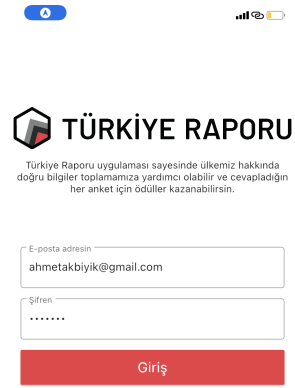 TÜRKİYE RAPORU
Türkiye Raporu uygulaması sayesinde ülkemiz hakkında
doğru bilgiler toplamamıza yardımcı olabilir ve cevapladığın
her anket için ödüller kazanabilirsin.
E-posta adresin
ahmetakbiyik@gmail.com
Şifren
•••••••
Giriş